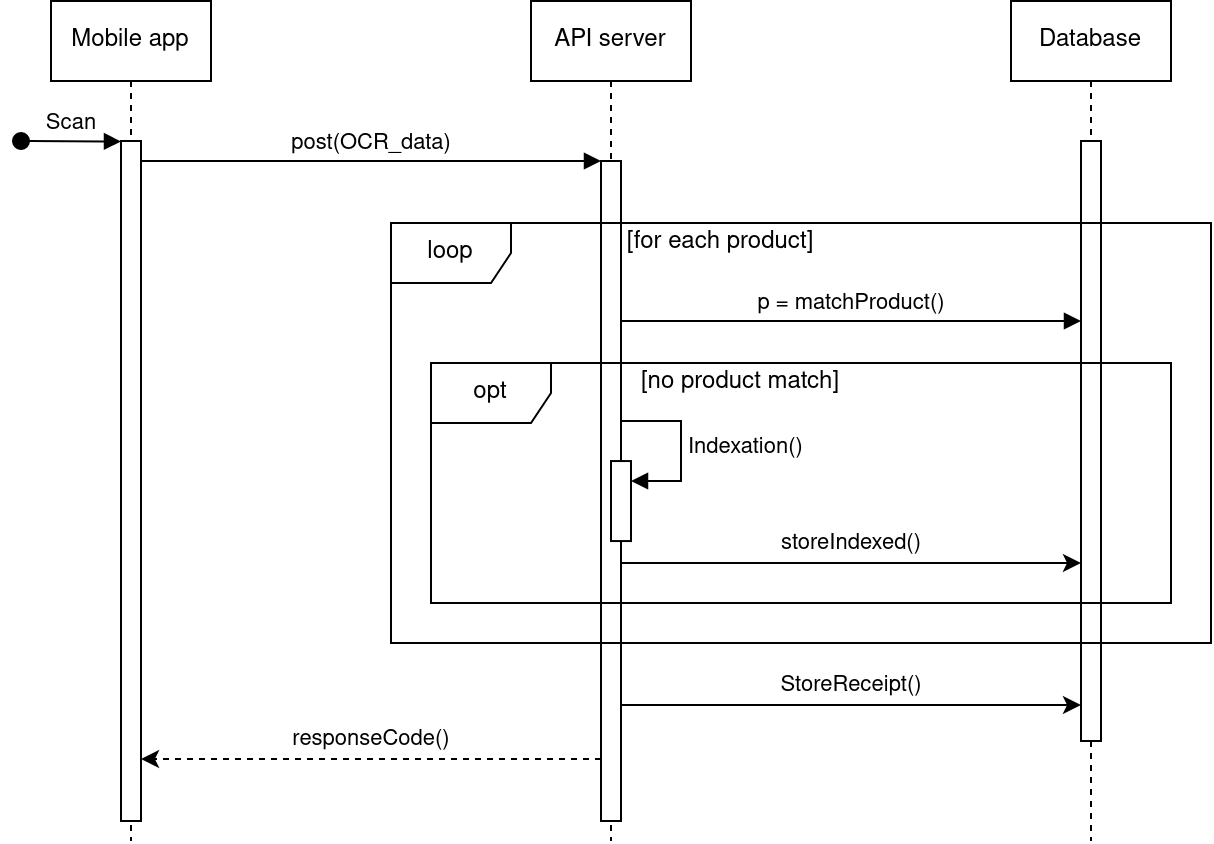 Mobile app
API server
Database
Scan
post(OCR_data)
loop
[for each product]
p = matchProduct()
opt
[no product match]
Indexation()
storeIndexed()
StoreReceipt()
responseCode()